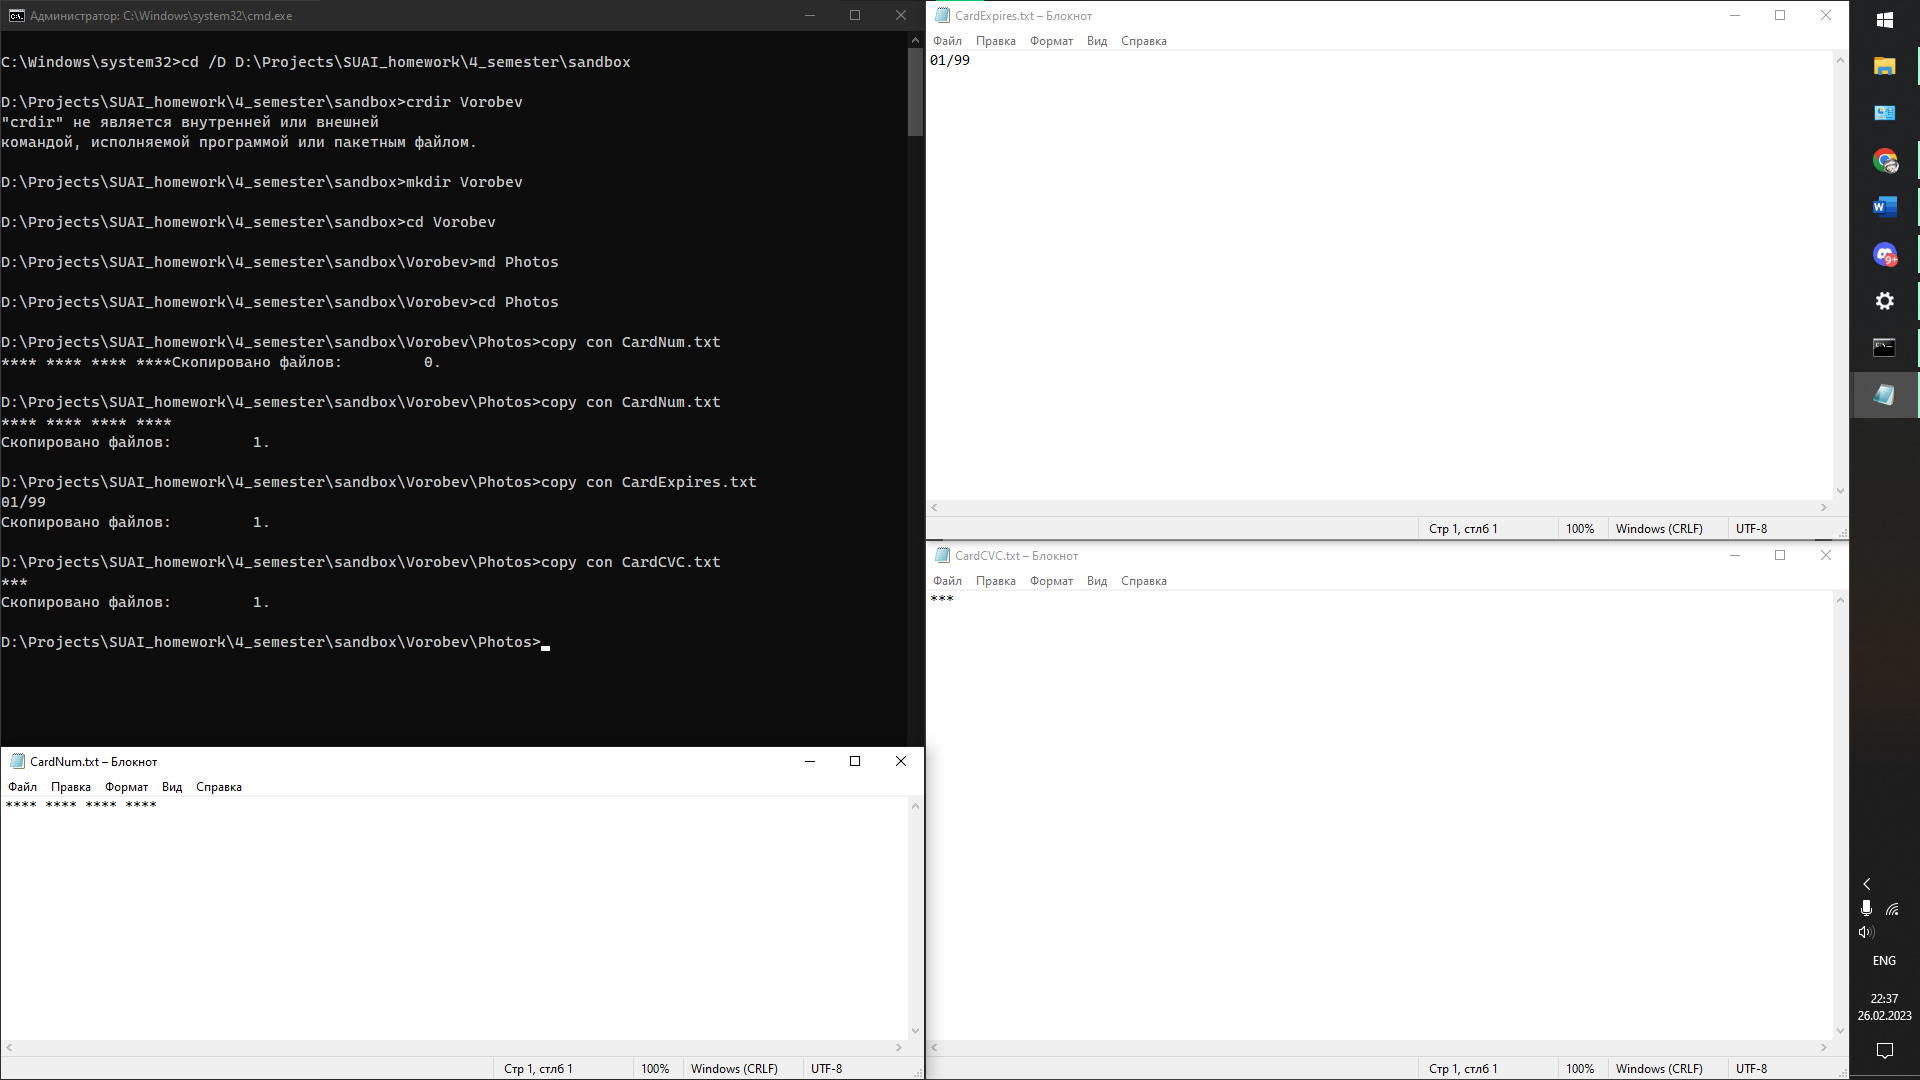 Администратор: C:\Windows\system32\cmd.exe
C:\Windows\system32>cd /D D:\Projects\SUAI_homework\4_semester\sandbox
D:\Projects\SUAI_homework\4_semester\sandbox>crdir Vorobev
"crdir" не является внутренней или внешней
командой, исполняемой программой или пакетным файлом.
D:\Projects\SUAI_homework\4_semester\sandbox>mkdir Vorobev
D:\Projects\SUAI_homework\4_semester\sandbox>cd Vorobev
D:\Projects\SUAI_homework\4_semester\sandbox\Vorobev>md Photos
D:\Projects\SUAI_homework\4_semester\sandbox\Vorobev>cd Photos
D:\Projects\SUAI_homework\4_semester\sandbox\Vorobev\Photos>copy con CardNum.txt
**** **** **** ****Скопировано файлов:         0.
D:\Projects\SUAI_homework\4_semester\sandbox\Vorobev\Photos>copy con CardNum.txt
**** **** **** ****
Скопировано файлов:         1.
D:\Projects\SUAI_homework\4_semester\sandbox\Vorobev\Photos>copy con CardExpires.txt
01/99
Скопировано файлов:         1.
D:\Projects\SUAI_homework\4_semester\sandbox\Vorobev\Photos>copy con CardCVC.txt
***
Скопировано файлов:         1.
D:\Projects\SUAI_homework\4_semester\sandbox\Vorobev\Photos>
CardNum.txt – Блокнот
Файл Правка Формат Вид Справка
**** **** **** ****
Стр 1, стлб 1 100% Windows (CRLF) UTF-8
CardExpires.txt – Блокнот
Файл Правка Формат Вид Справка
01/99
Стр 1, стлб 1 100% Windows (CRLF) UTF-8
CardCVC.txt – Блокнот
Файл Правка Формат Вид Справка
***
Стр 1, стлб 1 100% Windows (CRLF) UTF-8
W
9+
C:\.
ENG
22:37
26.02.2023